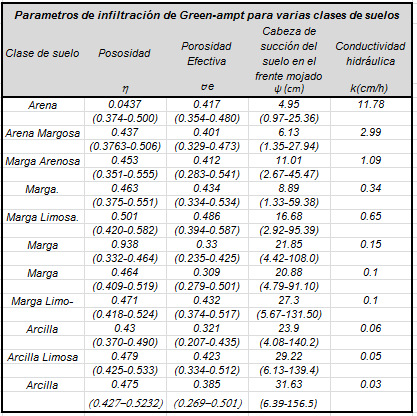 Parametros de infiltración de Green-ampt para varias clases de suelos
Clase de suelo Pososidad Porosidad Cabeza de Conductividad
Efectiva succión del hidráulica
suelo en el
frente mojado
η σe ψ (cm) k(cm/h)
Arena 0.0437 0.417 4.95 11.78
(0.374-0.500) (0.354-0.480) (0.97-25.36)
Arena Margosa 0.437 0.401 6.13 2.99
(0.3763-0.506) (0.329-0.473) (1.35-27.94)
Marga Arenosa 0.453 0.412 11.01 1.09
(0.351-0.555) (0.283-0.541) (2.67-45.47)
Marga. 0.463 0.434 8.89 0.34
(0.375-0.551) (0.334-0.534) (1.33-59.38)
Marga Limosa. 0.501 0.486 16.68 0.65
(0.420-0.582) (0.394-0.587) (2.92-95.39)
Marga 0.938 0.33 21.85 0.15
(0.332-0.464) (0.235-0.425) (4.42-108.0)
Marga 0.464 0.309 20.88 0.1
(0.409-0.519) (0.279-0.501) (4.79-91.10)
Marga Limo- 0.471 0.432 27.3 0.1
(0.418-0.524) (0.374-0.517) (5.67-131.50)
Arcilla 0.43 0.321 23.9 0.06
(0.370-0.490) (0.207-0.435) (4.08-140.2)
Arcilla Limosa 0.479 0.423 29.22 0.05
(0.425-0.533) (0.334-0.512) (6.13-139.4)
Arcilla 0.475 0.385 31.63 0.03
(0.427–0.5232) (0.269–0.501) (6.39-156.5)